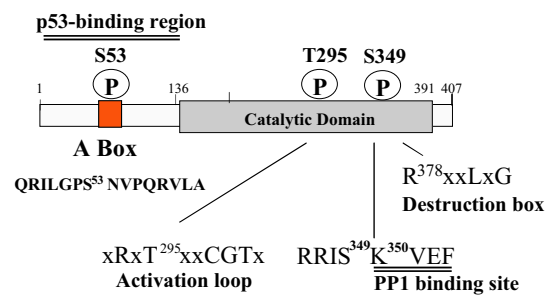 p53-binding region
S53 T295 S349
P P P
1 136 391 407
Catalytic Domain
A Box
QRILGPS⁵³ NVPQRVLA
R³⁷⁸xxLxG
Destruction box
xRxT²⁹⁵xxCGTx RRIS³⁴⁹K³⁵⁰VEF
Activation loop PP1 binding site